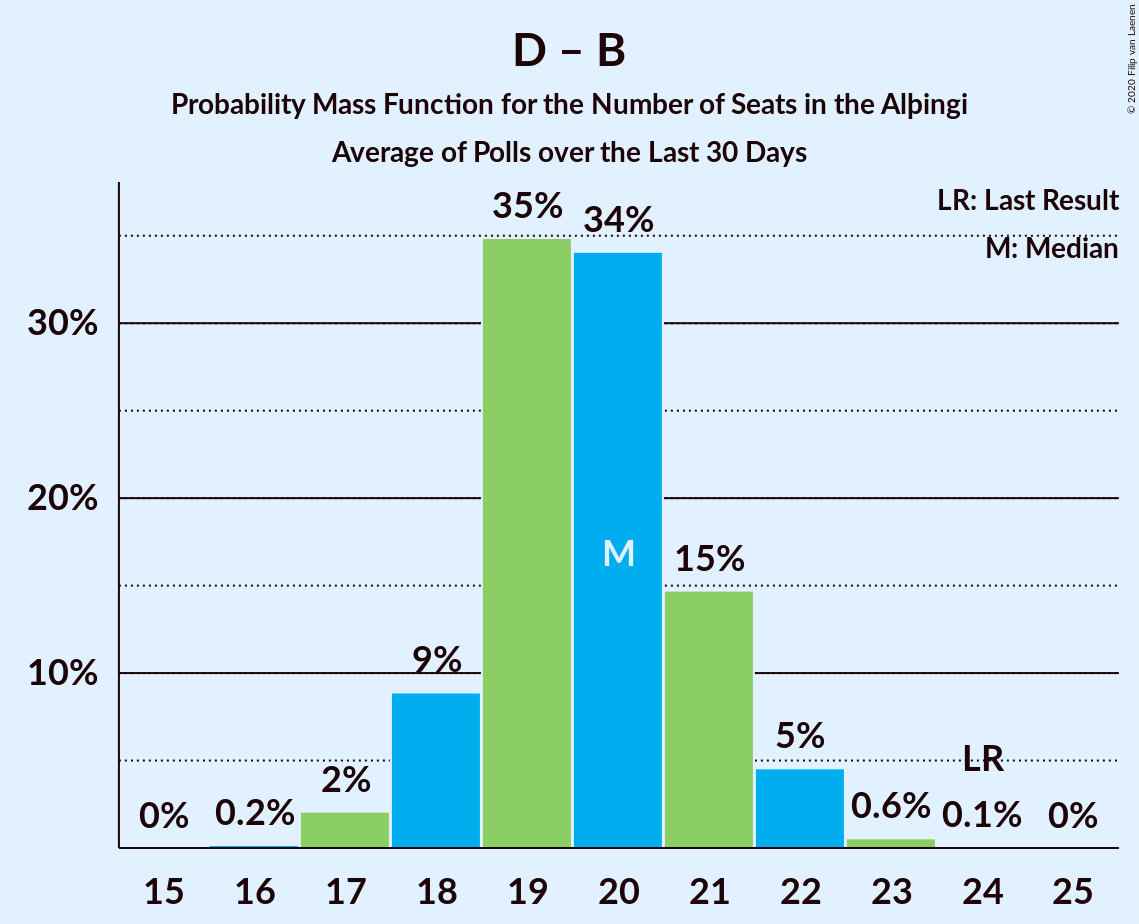 D – B
Probability Mass Function for the Number of Seats in the Alþingi
Average of Polls over the Last 30 Days
© 2020 Filip van Laenen
LR: Last Result
M: Median
35%
34%
30%
20%
M
15%
9%
10%
5%
LR
2%
0.6%
0.1%
0.2%
0%
0%
15 16 17 18 19 20 21 22 23 24 25